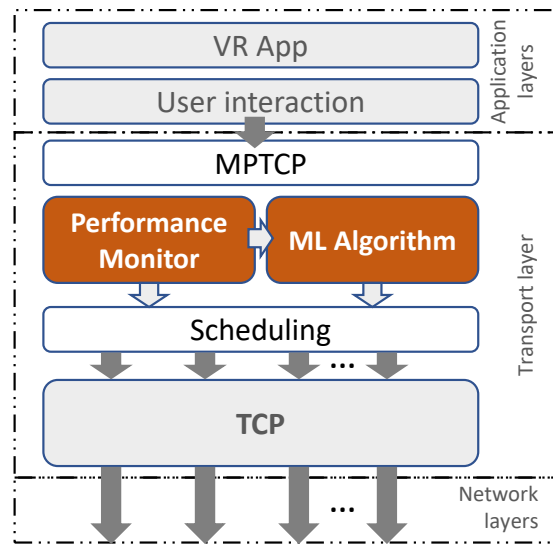 VR App
User interaction
Application
layers
MPTCP
Performance
Monitor
ML Algorithm
Scheduling
...
TCP
Transport layer
...
Network
layers